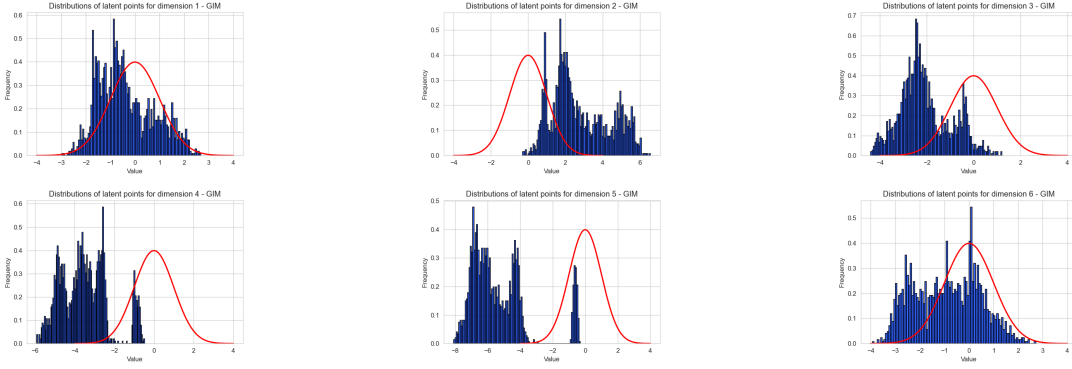 Distributions of latent points for dimension 1 - GIM
Frequency
0.6
0.5
0.4
0.3
0.2
0.1
0.0
−4 −3 −2 −1 0 1 2 3 4
Value
Distributions of latent points for dimension 2 - GIM
Frequency
0.5
0.4
0.3
0.2
0.1
0.0
−4 −2 0 2 4 6
Value
Distributions of latent points for dimension 3 - GIM
Frequency
0.7
0.6
0.5
0.4
0.3
0.2
0.1
0.0
−4 −2 0 2 4
Value
Distributions of latent points for dimension 4 - GIM
Frequency
0.6
0.5
0.4
0.3
0.2
0.1
0.0
−6 −4 −2 0 2 4
Value
Distributions of latent points for dimension 5 - GIM
Frequency
0.5
0.4
0.3
0.2
0.1
0.0
−8 −6 −4 −2 0 2 4
Value
Distributions of latent points for dimension 6 - GIM
Frequency
0.5
0.4
0.3
0.2
0.1
0.0
−4 −3 −2 −1 0 1 2 3 4
Value